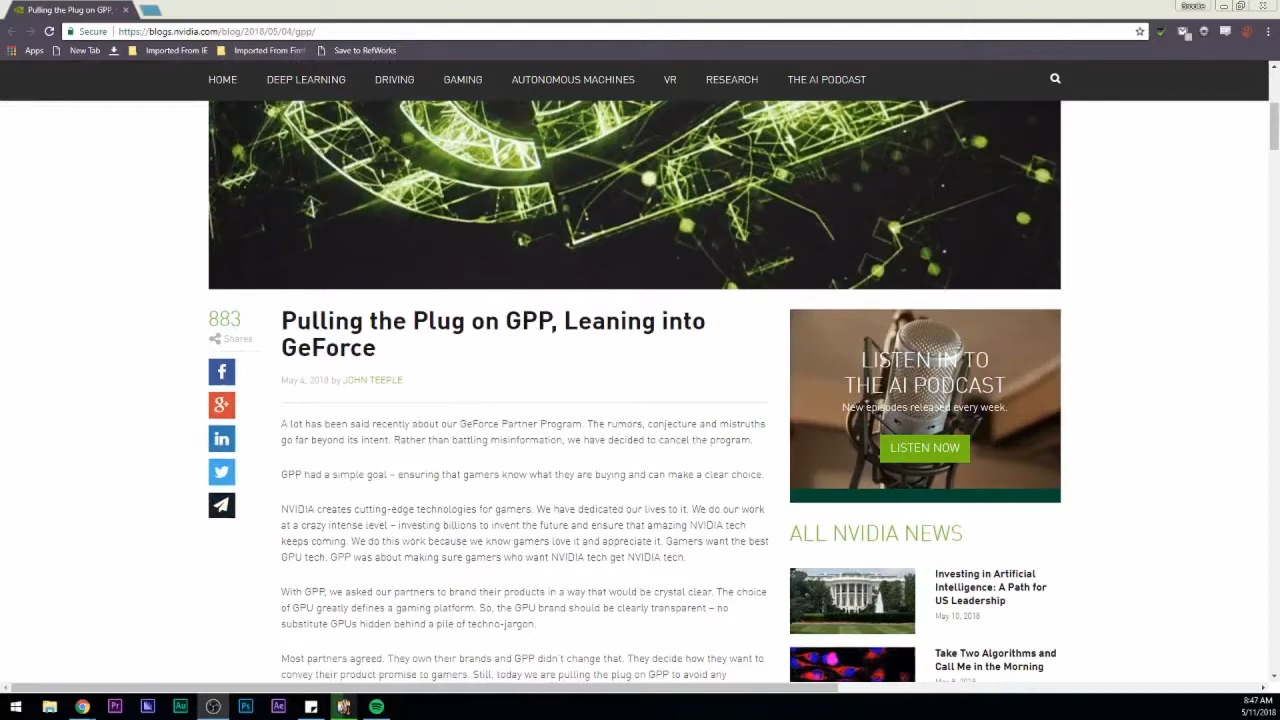 Pulling the Plug on GPP,
Secure
https://blogs.nvidia.com/blog/2018/05/04/gpp/
Apps
New Tab
Imported From IE
Imported From Fire
Save to RefWorks
HOME
DEEP LEARNING
DRIVING
GAMING
AUTONOMOUS MACHINES
VR
RESEARCH
THE AI PODCAST
883
Shares
Pulling the Plug on GPP, Leaning into
GeForce
May 4, 2018 by JOHN TEEPLE
A lot has been said recently about our GeForce Partner Program. The rumors, conjecture and mistruths
go far beyond its intent. Rather than battling misinformation, we have decided to cancel the program.
GPP had a simple goal – ensuring that gamers know what they are buying and can make a clear choice.
NVIDIA creates cutting-edge technologies for gamers. We have dedicated our lives to it. We do our work
at a crazy intense level – investing billions to invent the future and ensure that amazing NVIDIA tech
keeps coming. We do this work because we know gamers love it and appreciate it. Gamers want the best
GPU tech. GPP was about making sure gamers who want NVIDIA tech get NVIDIA tech.
With GPP, we asked our partners to brand their products in a way that would be crystal clear. The choice
of GPU greatly defines a gaming platform. So, the GPU brand should be clearly transparent – no
substitute GPUs hidden behind a pile of techno-jargon.
Most partners agreed. They own their brands and GPP didn't change that. They decide how they want to
convey their product promise to gamers. Still, today we are pulling the plug on GPP to avoid any
LISTEN IN TO
THE AI PODCAST
New episodes released every week.
LISTEN NOW
ALL NVIDIA NEWS
Investing in Artificial
Intelligence: A Path for
US Leadership
May 10, 2018
Take Two Algorithms and
Call Me in the Morning
8:47 AM
5/11/2018